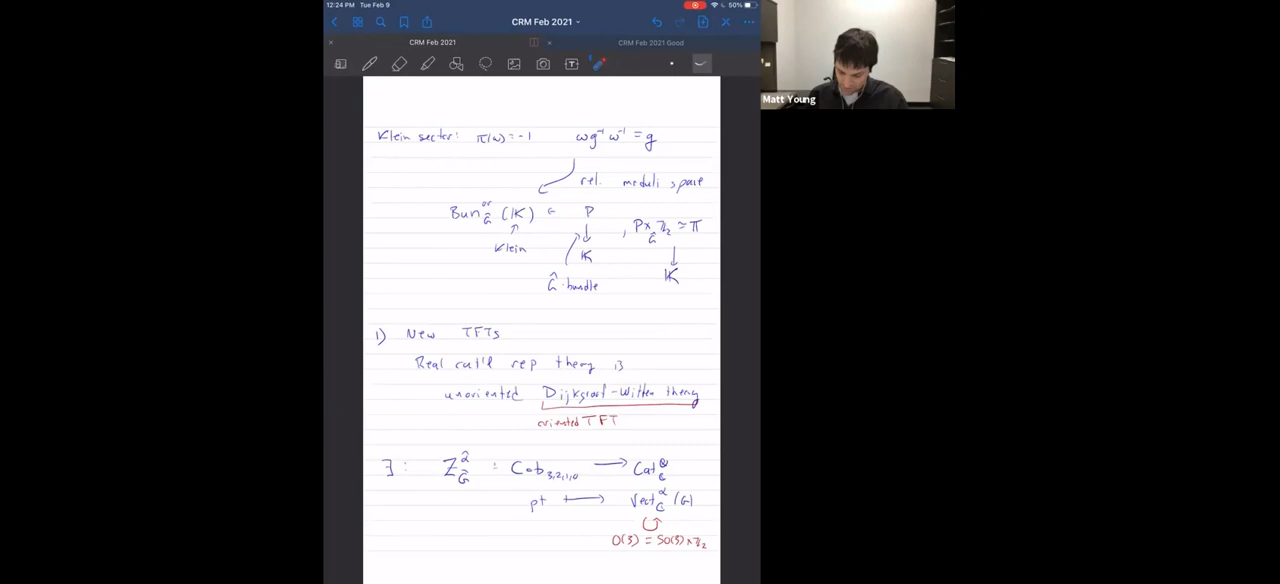 12:24 PM Tue Feb 9
50%
CRM Feb 2021
CRM Feb 2021
CRM Feb 2021 Good
Matt Young
Klein sector: π(ω) = -1 ωg⁻¹ω⁻¹ = g
rel. moduli space
Bun^or_Ĝ (𝕂) ∋ P , P ×_Ĝ ℤ₂ ≃ π
Klein 𝕂 𝕂
Ĝ-bundle
1) New TFTs
Real cat'l rep theory is
unoriented Dijkgraaf-Witten theory
oriented TFT
∃ : Z^α̂_Ĝ : Cob₃,₂,₁,₀ ⟶ Cat^⊗_ℂ
pt ⟼ Vect^α_ℂ(G)
O(3) = SO(3) × ℤ₂